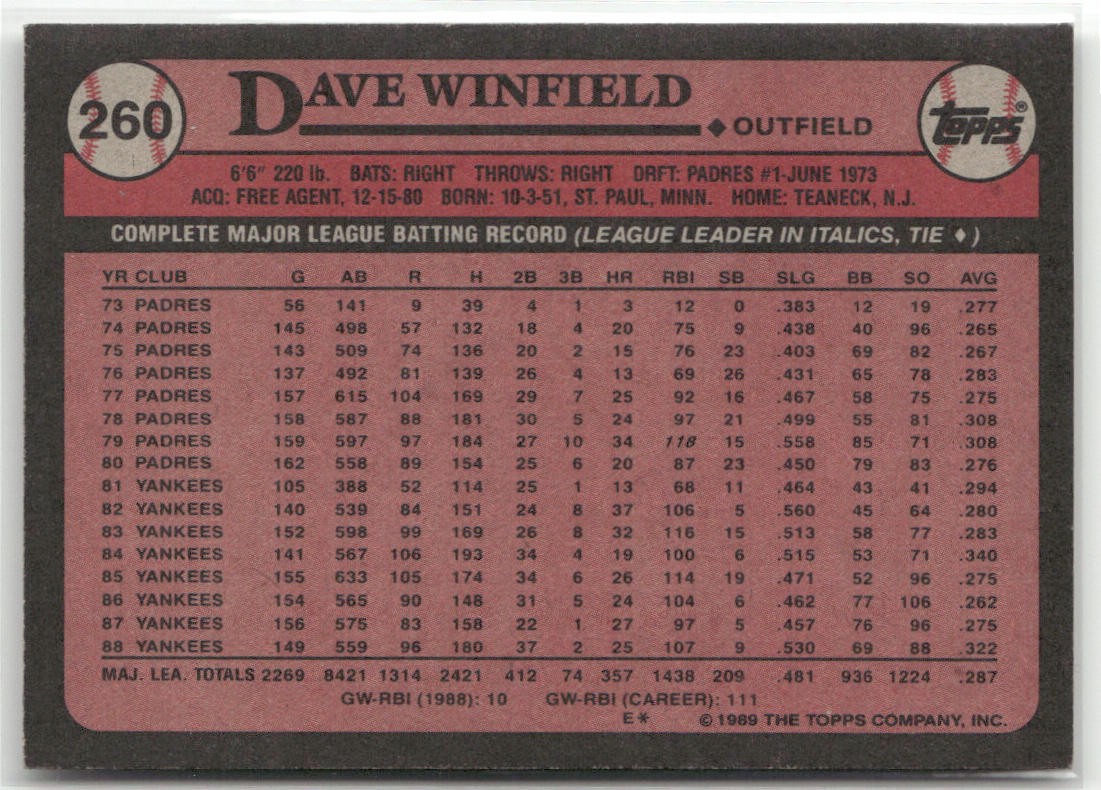 260
DAVE WINFIELD
◆ OUTFIELD
topps®
6'6" 220 lb. BATS: RIGHT THROWS: RIGHT DRFT: PADRES #1-JUNE 1973
ACQ: FREE AGENT, 12-15-80 BORN: 10-3-51, ST. PAUL, MINN. HOME: TEANECK, N.J.
COMPLETE MAJOR LEAGUE BATTING RECORD (LEAGUE LEADER IN ITALICS, TIE ♦)
YR CLUB G AB R H 2B 3B HR RBI SB SLG BB SO AVG
73 PADRES 56 141 9 39 4 1 3 12 0 .383 12 19 .277
74 PADRES 145 498 57 132 18 4 20 75 9 .438 40 96 .265
75 PADRES 143 509 74 136 20 2 15 76 23 .403 69 82 .267
76 PADRES 137 492 81 139 26 4 13 69 26 .431 65 78 .283
77 PADRES 157 615 104 169 29 7 25 92 16 .467 58 75 .275
78 PADRES 158 587 88 181 30 5 24 97 21 .499 55 81 .308
79 PADRES 159 597 97 184 27 10 34 118 15 .558 85 71 .308
80 PADRES 162 558 89 154 25 6 20 87 23 .450 79 83 .276
81 YANKEES 105 388 52 114 25 1 13 68 11 .464 43 41 .294
82 YANKEES 140 539 84 151 24 8 37 106 5 .560 45 64 .280
83 YANKEES 152 598 99 169 26 8 32 116 15 .513 58 77 .283
84 YANKEES 141 567 106 193 34 4 19 100 6 .515 53 71 .340
85 YANKEES 155 633 105 174 34 6 26 114 19 .471 52 96 .275
86 YANKEES 154 565 90 148 31 5 24 104 6 .462 77 106 .262
87 YANKEES 156 575 83 158 22 1 27 97 5 .457 76 96 .275
88 YANKEES 149 559 96 180 37 2 25 107 9 .530 69 88 .322
MAJ. LEA. TOTALS 2269 8421 1314 2421 412 74 357 1438 209 .481 936 1224 .287
GW-RBI (1988): 10 GW-RBI (CAREER): 111
E* © 1989 THE TOPPS COMPANY, INC.